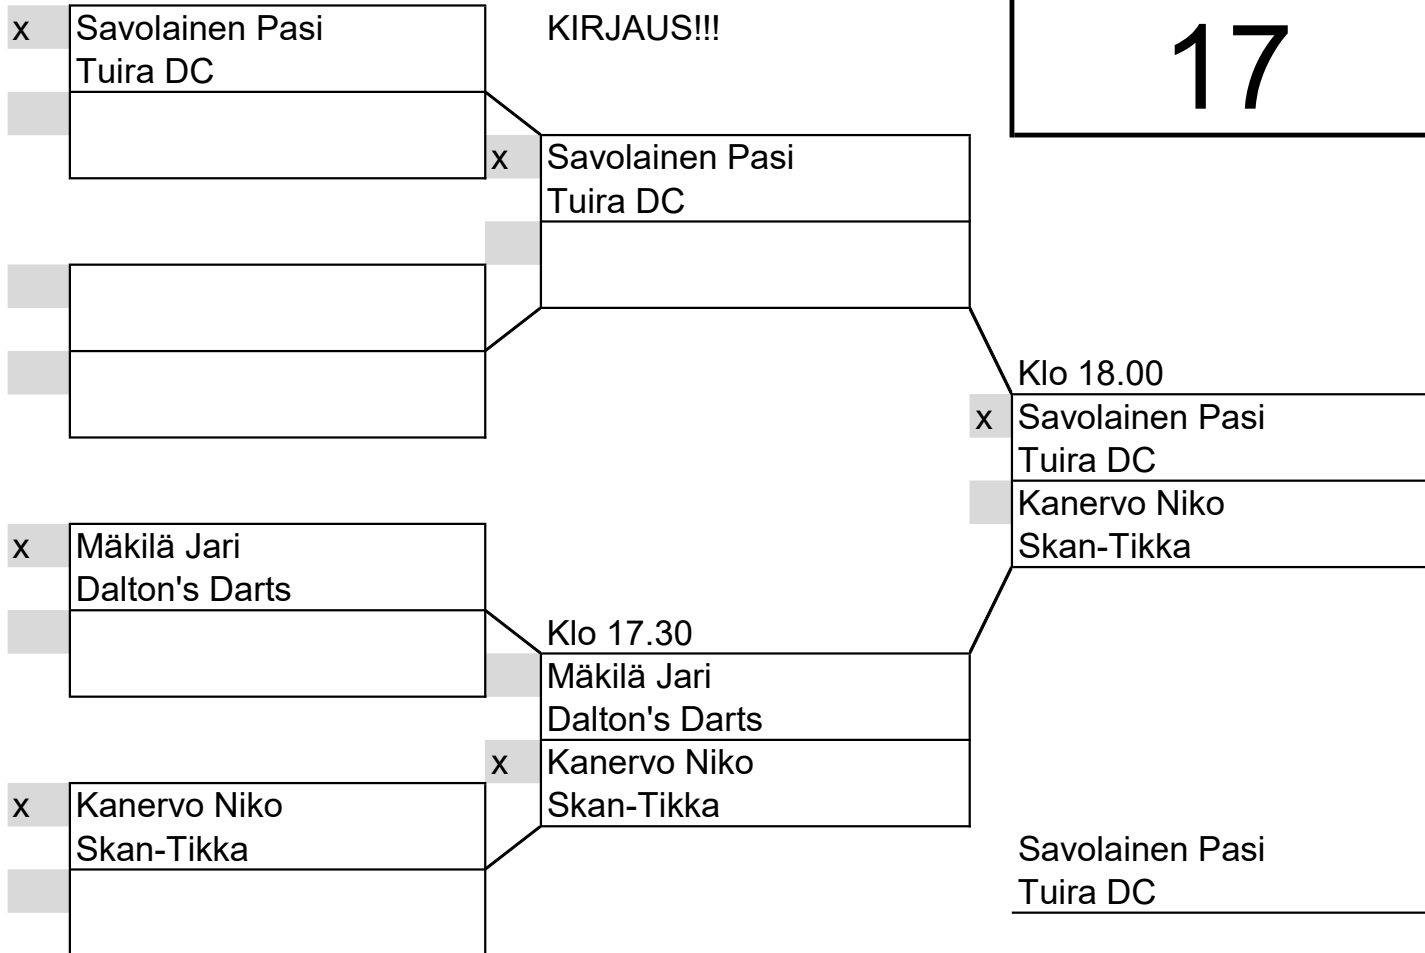 x Savolainen Pasi
Tuira DC
KIRJAUS!!!
17
x Savolainen Pasi
Tuira DC
Klo 18.00
x Savolainen Pasi
Tuira DC
Kanervo Niko
Skan-Tikka
x Mäkilä Jari
Dalton's Darts
Klo 17.30
Mäkilä Jari
Dalton's Darts
x Kanervo Niko
Skan-Tikka
x Kanervo Niko
Skan-Tikka
Savolainen Pasi
Tuira DC